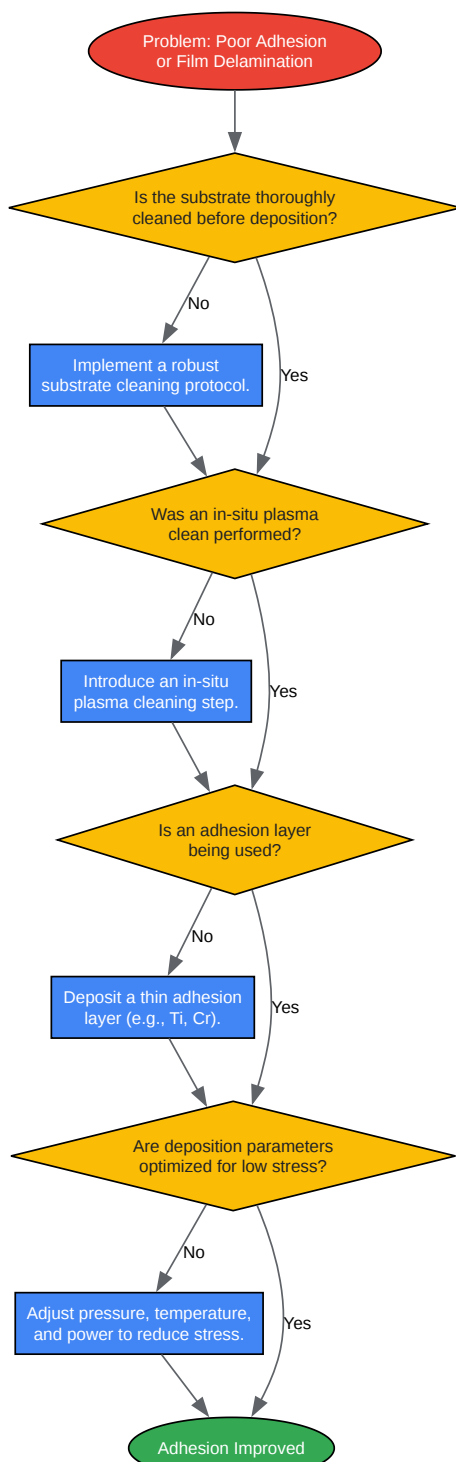 Problem: Poor Adhesion
or Film Delamination
Is the substrate thoroughly
cleaned before deposition?
No
Implement a robust
substrate cleaning protocol.
Yes
Was an in-situ plasma
clean performed?
No
Introduce an in-situ
plasma cleaning step.
Yes
Is an adhesion layer
being used?
No
Deposit a thin adhesion
layer (e.g., Ti, Cr).
Yes
Are deposition parameters
optimized for low stress?
No
Adjust pressure, temperature,
and power to reduce stress.
Yes
Adhesion Improved